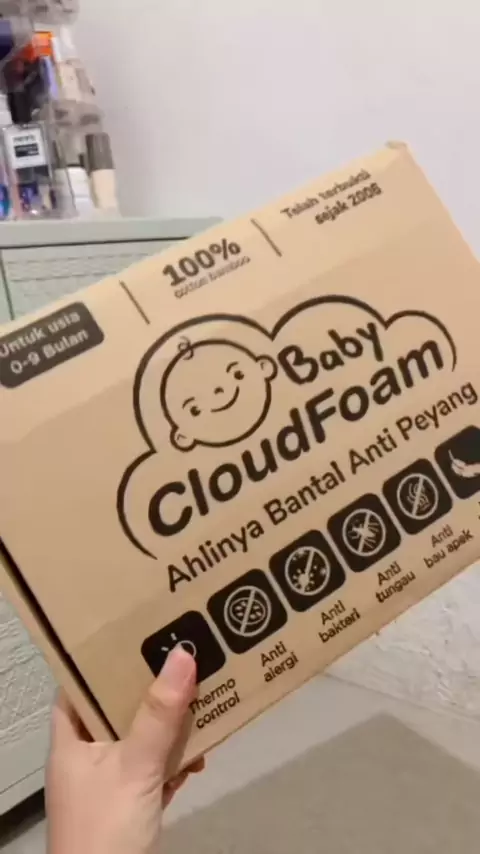 Untuk usia
0-9 Bulan
100%
cotton bamboo
Telah terbukti
sejak 2006
Baby
CloudFoam
Ahlinya Bantal Anti Peyang
Thermo
control
Anti
alergi
Anti
bakteri
Anti
tungau
Anti
bau apek